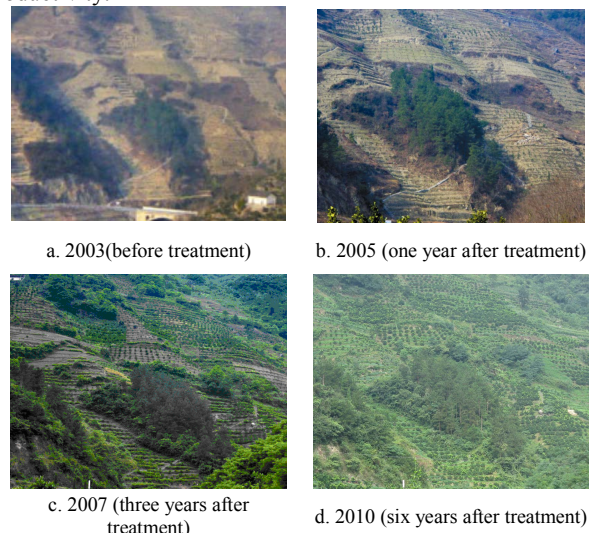 a. 2003(before treatment)
b. 2005 (one year after treatment)
c. 2007 (three years after
treatment)
d. 2010 (six years after treatment)